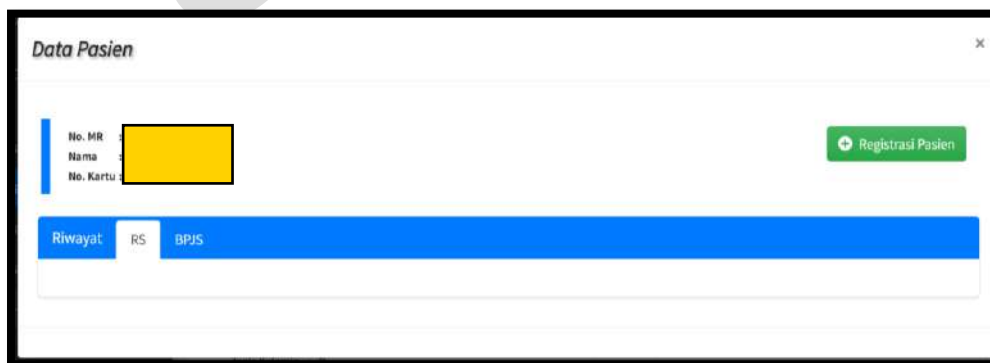 Data Pasien
×
No. MR :
Nama :
No. Kartu :
Registrasi Pasien
Riwayat RS BPJS